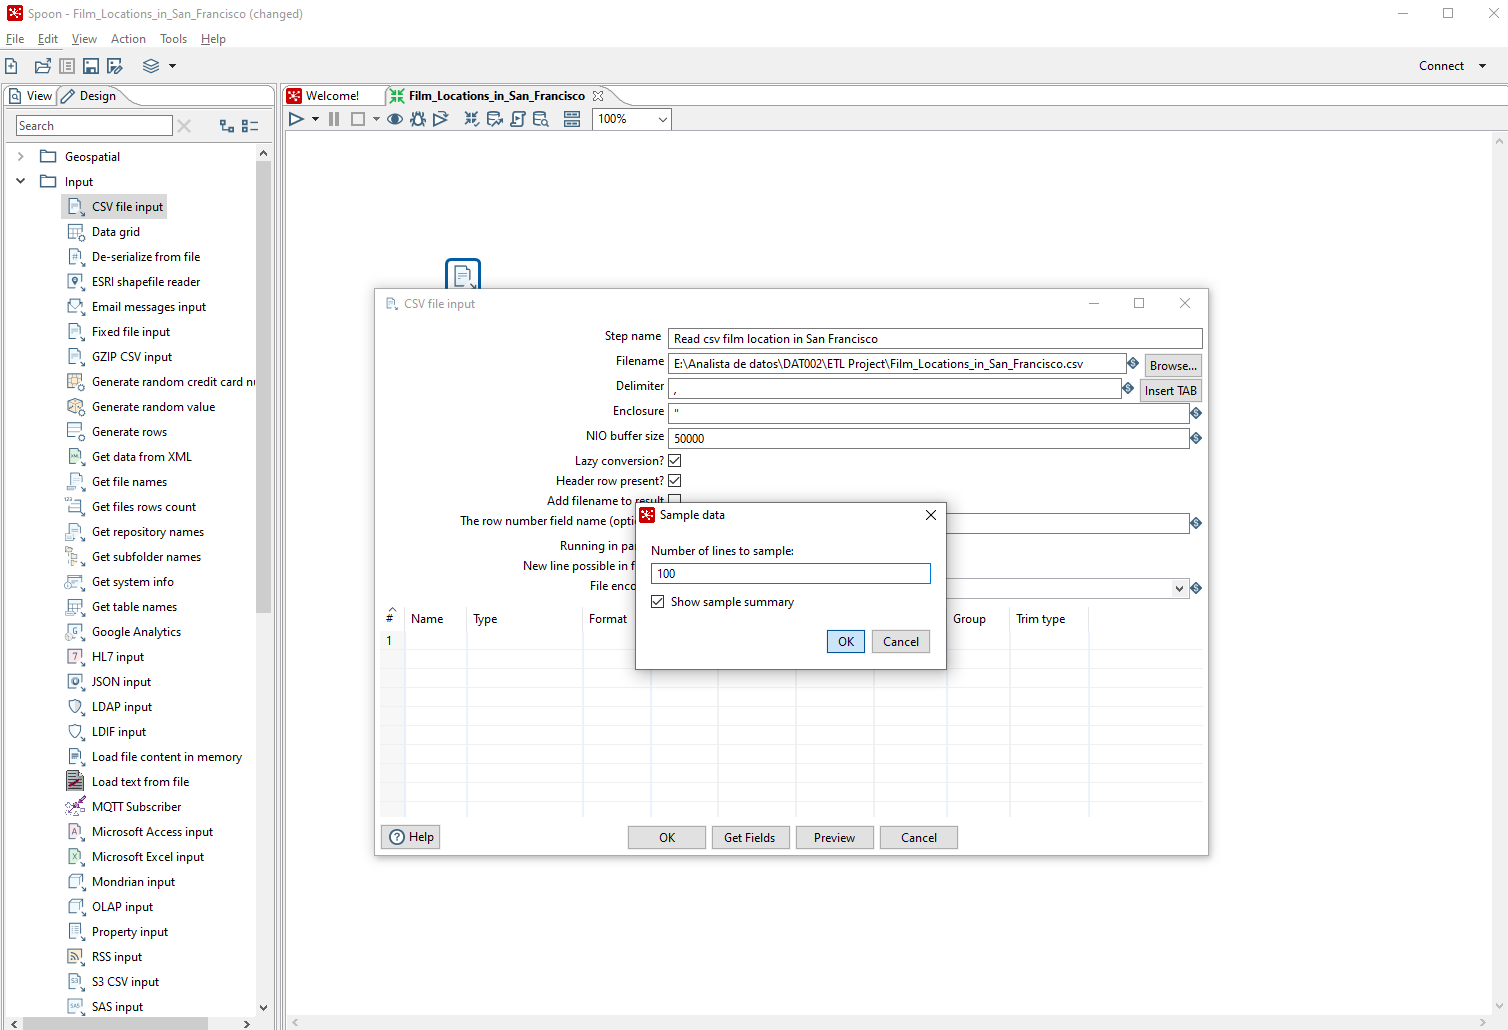 Spoon - Film_Locations_in_San_Francisco (changed)
File Edit View Action Tools Help
Connect
View Design
Welcome! Film_Locations_in_San_Francisco
Search
100%
Geospatial
Input
CSV file input
Data grid
De-serialize from file
ESRI shapefile reader
Email messages input
Fixed file input
GZIP CSV input
Generate random credit card nu
Generate random value
Generate rows
Get data from XML
Get file names
Get files rows count
Get repository names
Get subfolder names
Get system info
Get table names
Google Analytics
HL7 input
JSON input
LDAP input
LDIF input
Load file content in memory
Load text from file
MQTT Subscriber
Microsoft Access input
Microsoft Excel input
Mondrian input
OLAP input
Property input
RSS input
S3 CSV input
SAS input
CSV file input
Step name Read csv film location in San Francisco
Filename E:\Analista de datos\DAT002\ETL Project\Film_Locations_in_San_Francisco.csv Browse...
Delimiter , Insert TAB
Enclosure "
NIO buffer size 50000
Lazy conversion?
Header row present?
Add filename to result
The row number field name (opti
Running in par
New line possible in f
File enco
# Name Type Format Group Trim type
1
Sample data
Number of lines to sample:
100
Show sample summary
OK Cancel
Help OK Get Fields Preview Cancel